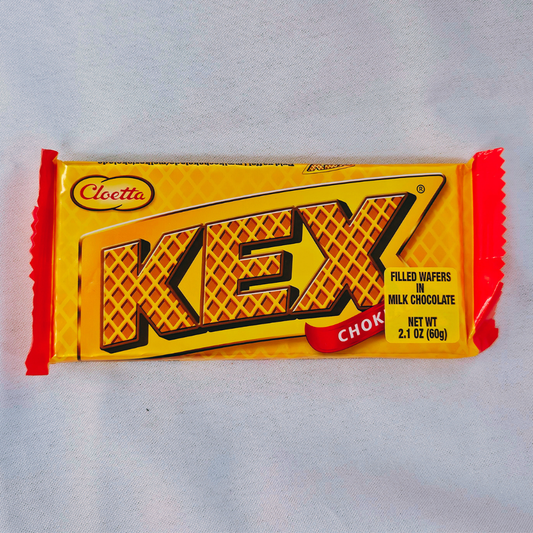 Cloetta
KEX®
CHOK
FILLED WAFERS
IN
MILK CHOCOLATE
NET WT
2.1 OZ (60g)